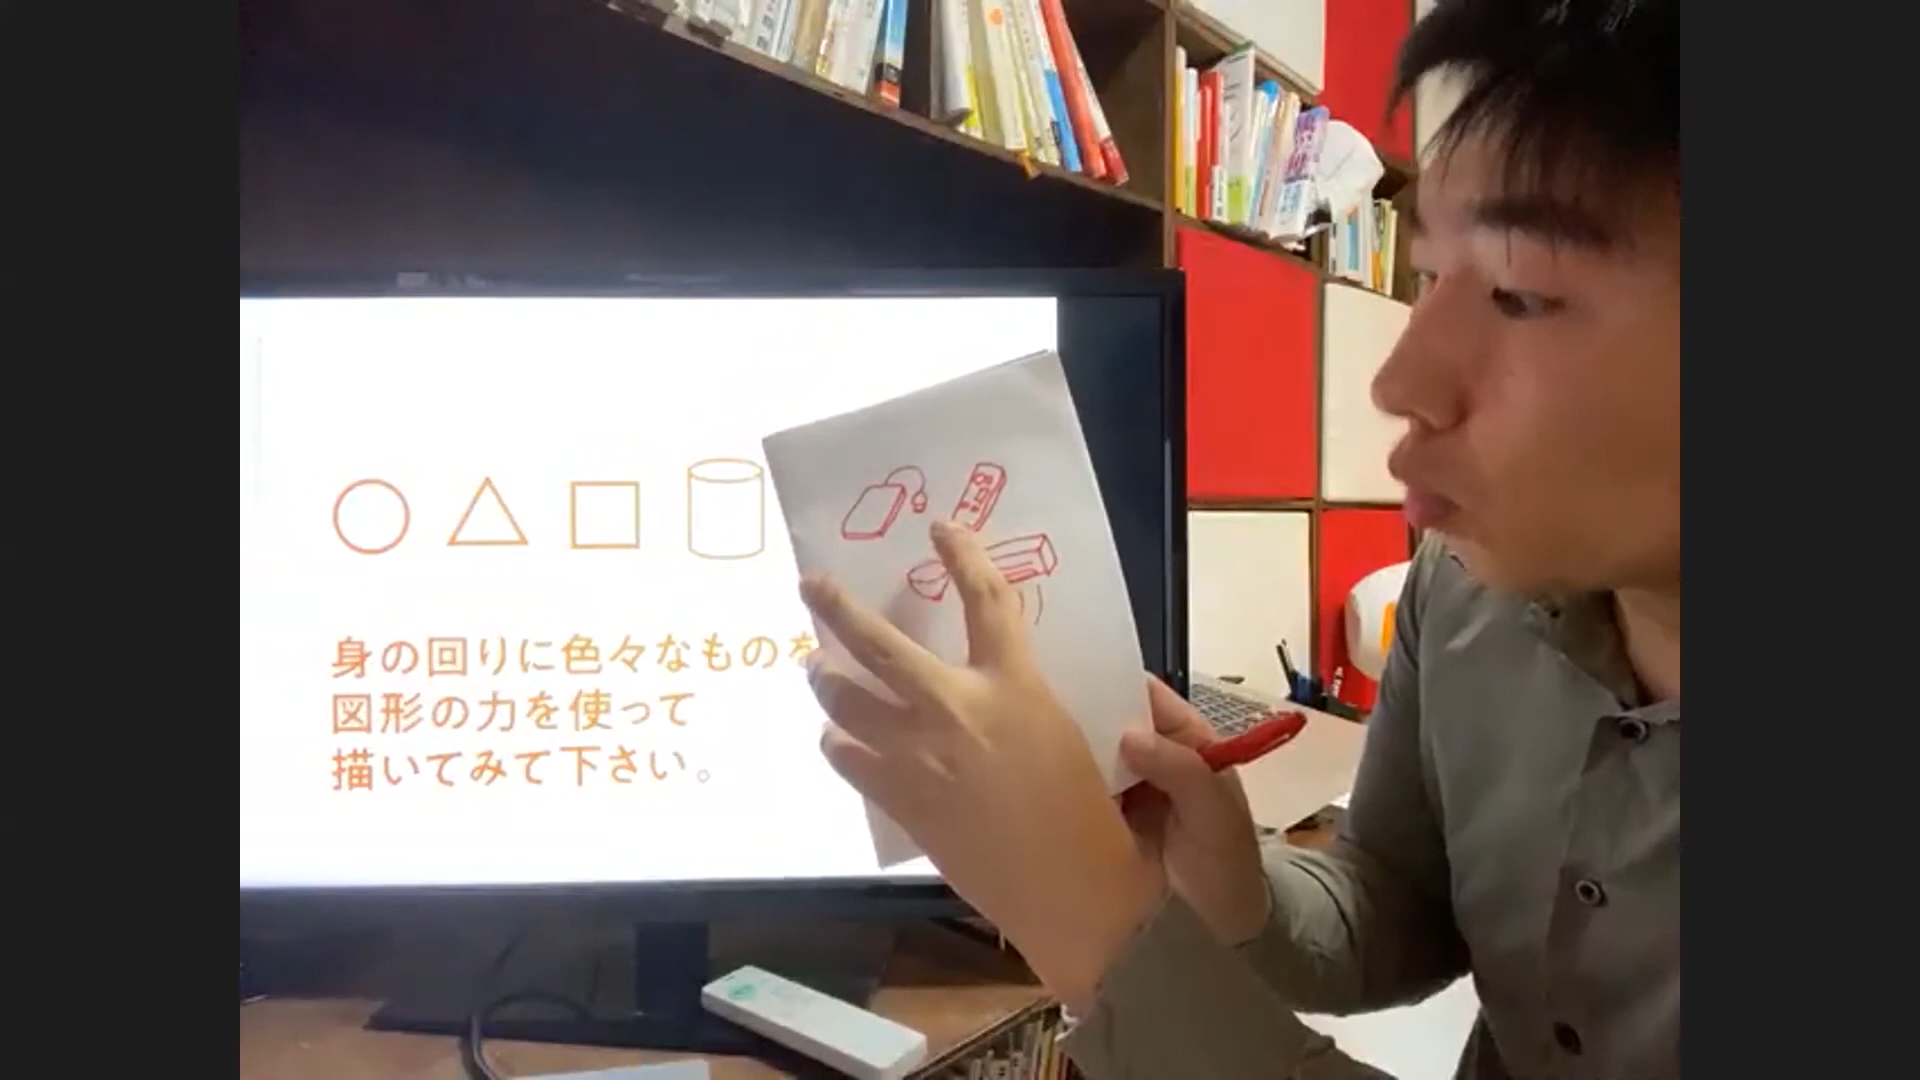 身の回りに色々なものを
図形の力を使って
描いてみて下さい。